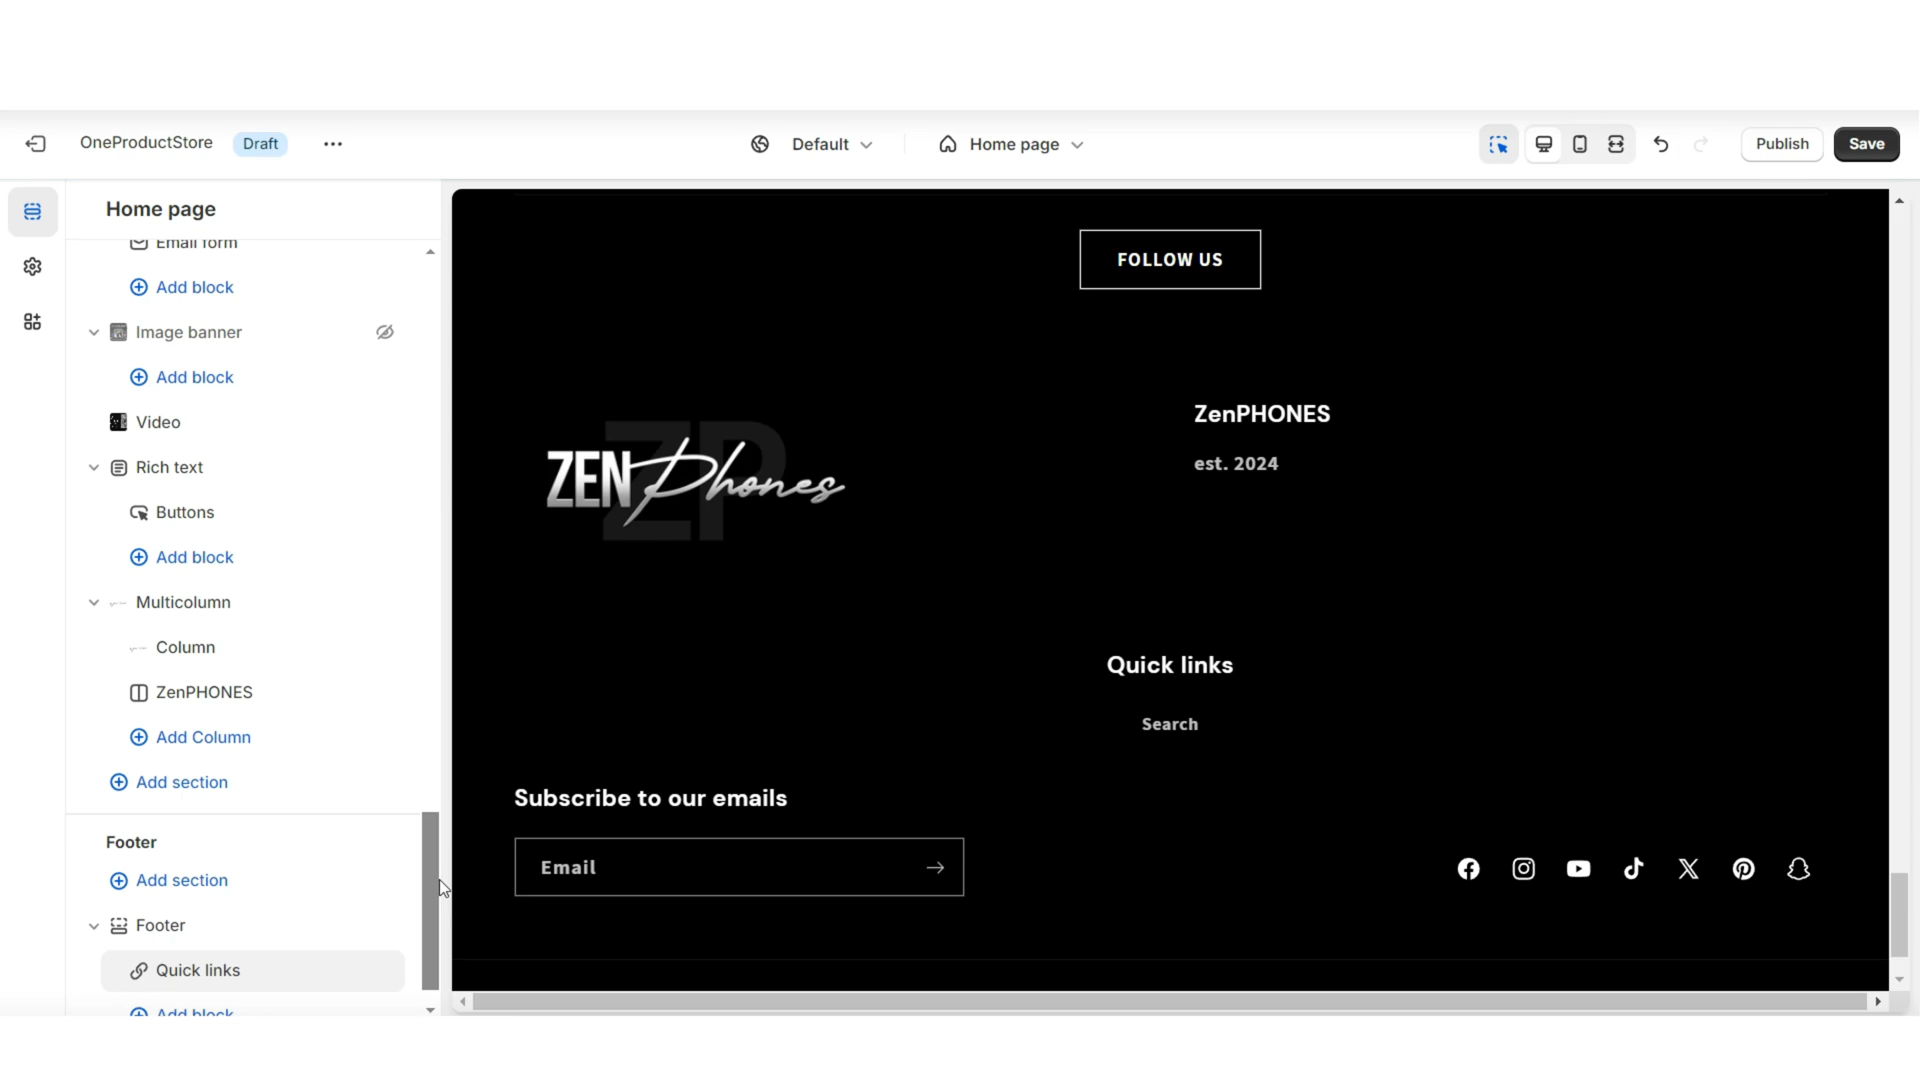 OneProductStore Draft Default Home page Publish Save
Home page
Email form
Add block
Image banner
Add block
Video
Rich text
Buttons
Add block
Multicolumn
Column
ZenPHONES
Add Column
Add section
Footer
Add section
Footer
Quick links
Add block
FOLLOW US
ZP
ZEN Phones
ZenPHONES
est. 2024
Quick links
Search
Subscribe to our emails
Email